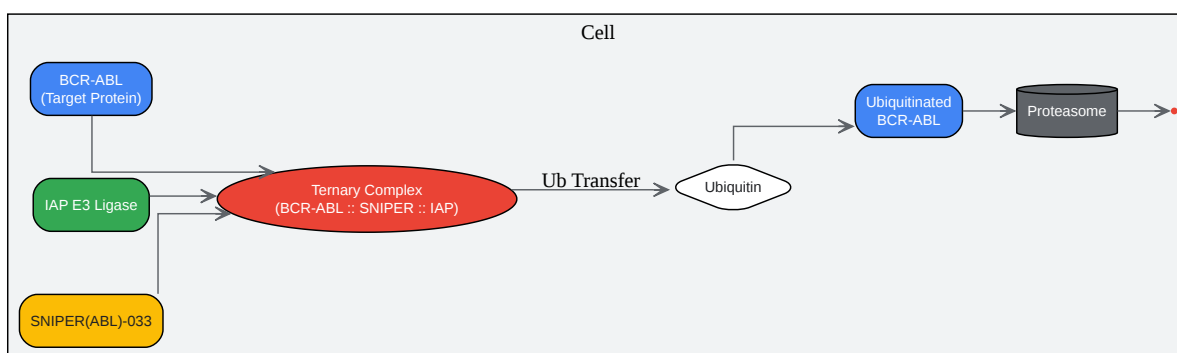 Cell
BCR-ABL
(Target Protein)
IAP E3 Ligase
SNIPER(ABL)-033
Ternary Complex
(BCR-ABL :: SNIPER :: IAP)
Ub Transfer
Ubiquitin
Ubiquitinated
BCR-ABL
Proteasome